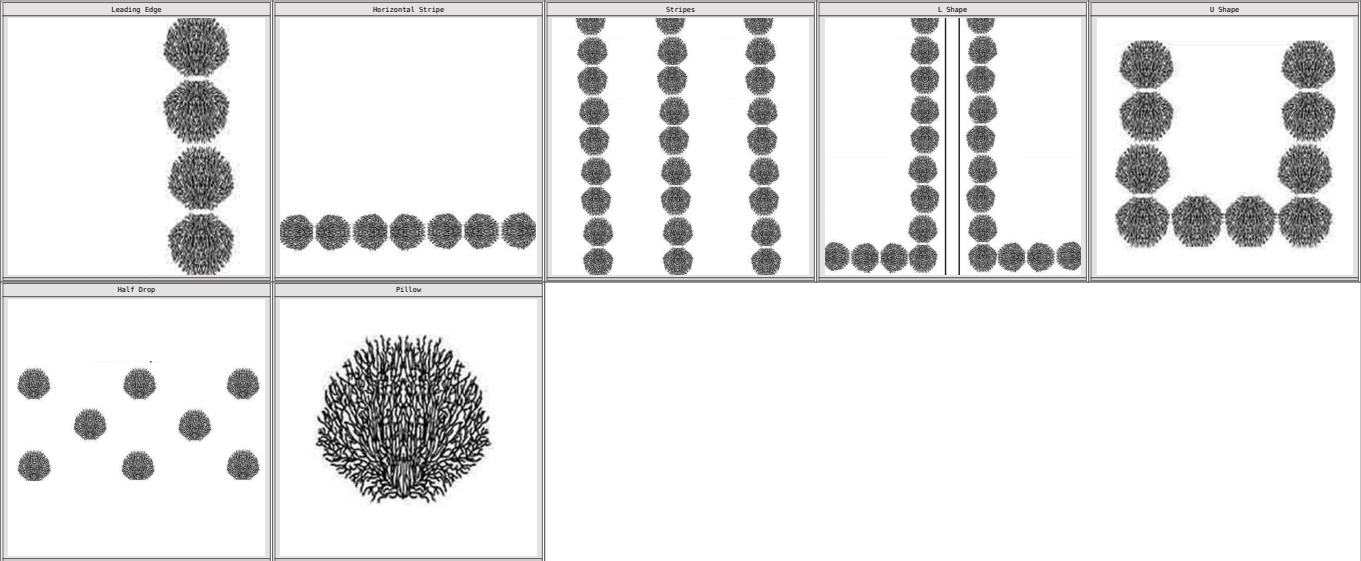 Leading Edge
Horizontal Stripe
Stripes
L Shape
U Shape
Half Drop
Pillow